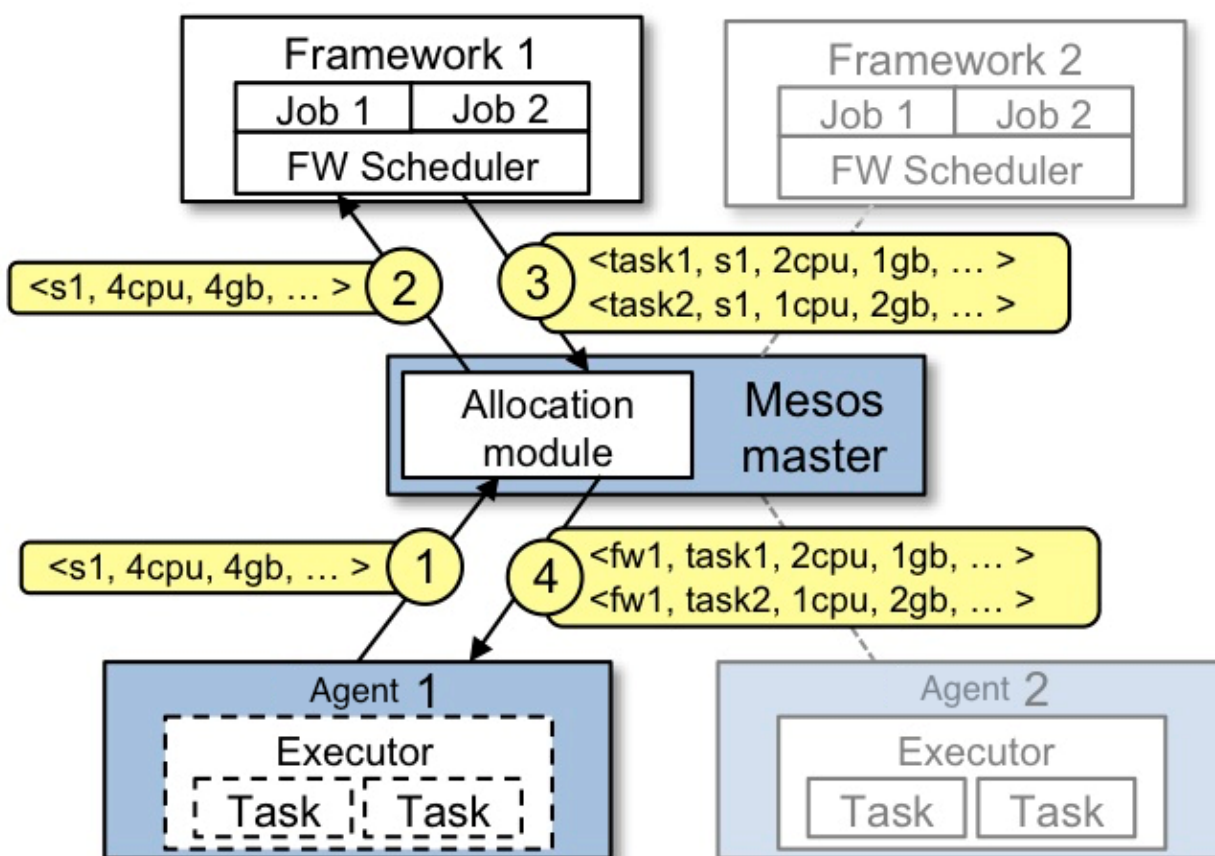 Framework 1
Job 1
Job 2
FW Scheduler
Framework 2
Job 1
Job 2
FW Scheduler
<s1, 4cpu, 4gb, … >
2
3
<task1, s1, 2cpu, 1gb, … >
<task2, s1, 1cpu, 2gb, … >
Allocation
module
Mesos
master
<s1, 4cpu, 4gb, … >
1
4
<fw1, task1, 2cpu, 1gb, … >
<fw1, task2, 1cpu, 2gb, … >
Agent 1
Executor
Task
Task
Agent 2
Executor
Task
Task